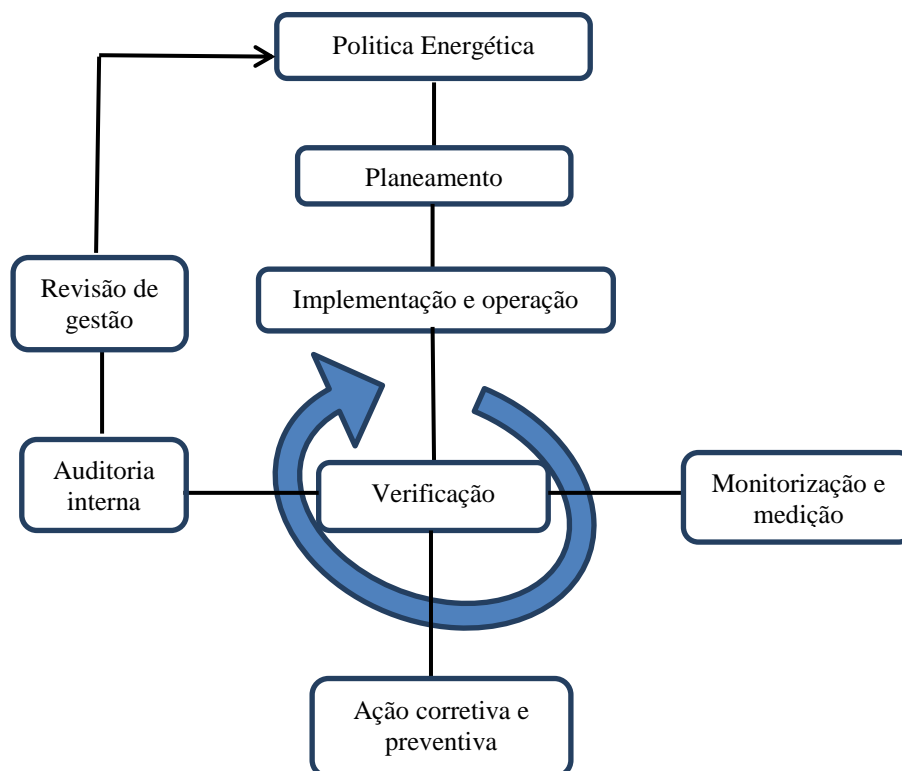 Politica Energética
Planeamento
Implementação e operação
Revisão de
gestão
Auditoria
interna
Verificação
Monitorização e
medição
Ação corretiva e
preventiva